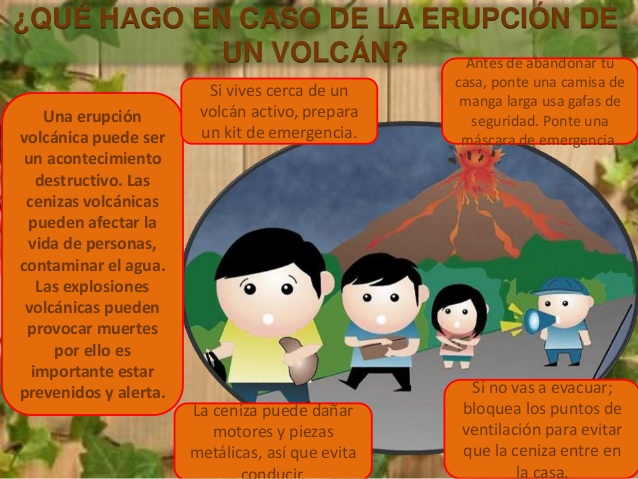 ¿QUÉ HAGO EN CASO DE LA ERUPCIÓN DE
UN VOLCÁN?
Una erupción
volcánica puede ser
un acontecimiento
destructivo. Las
cenizas volcánicas
pueden afectar la
vida de personas,
contaminar el agua.
Las explosiones
volcánicas pueden
provocar muertes
por ello es
importante estar
prevenidos y alerta.
Si vives cerca de un
volcán activo, prepara
un kit de emergencia.
Antes de abandonar tu
casa, ponte una camisa de
manga larga usa gafas de
seguridad. Ponte una
máscara de emergencia
La ceniza puede dañar
motores y piezas
metálicas, así que evita
conducir.
Si no vas a evacuar;
bloquea los puntos de
ventilación para evitar
que la ceniza entre en
la casa.